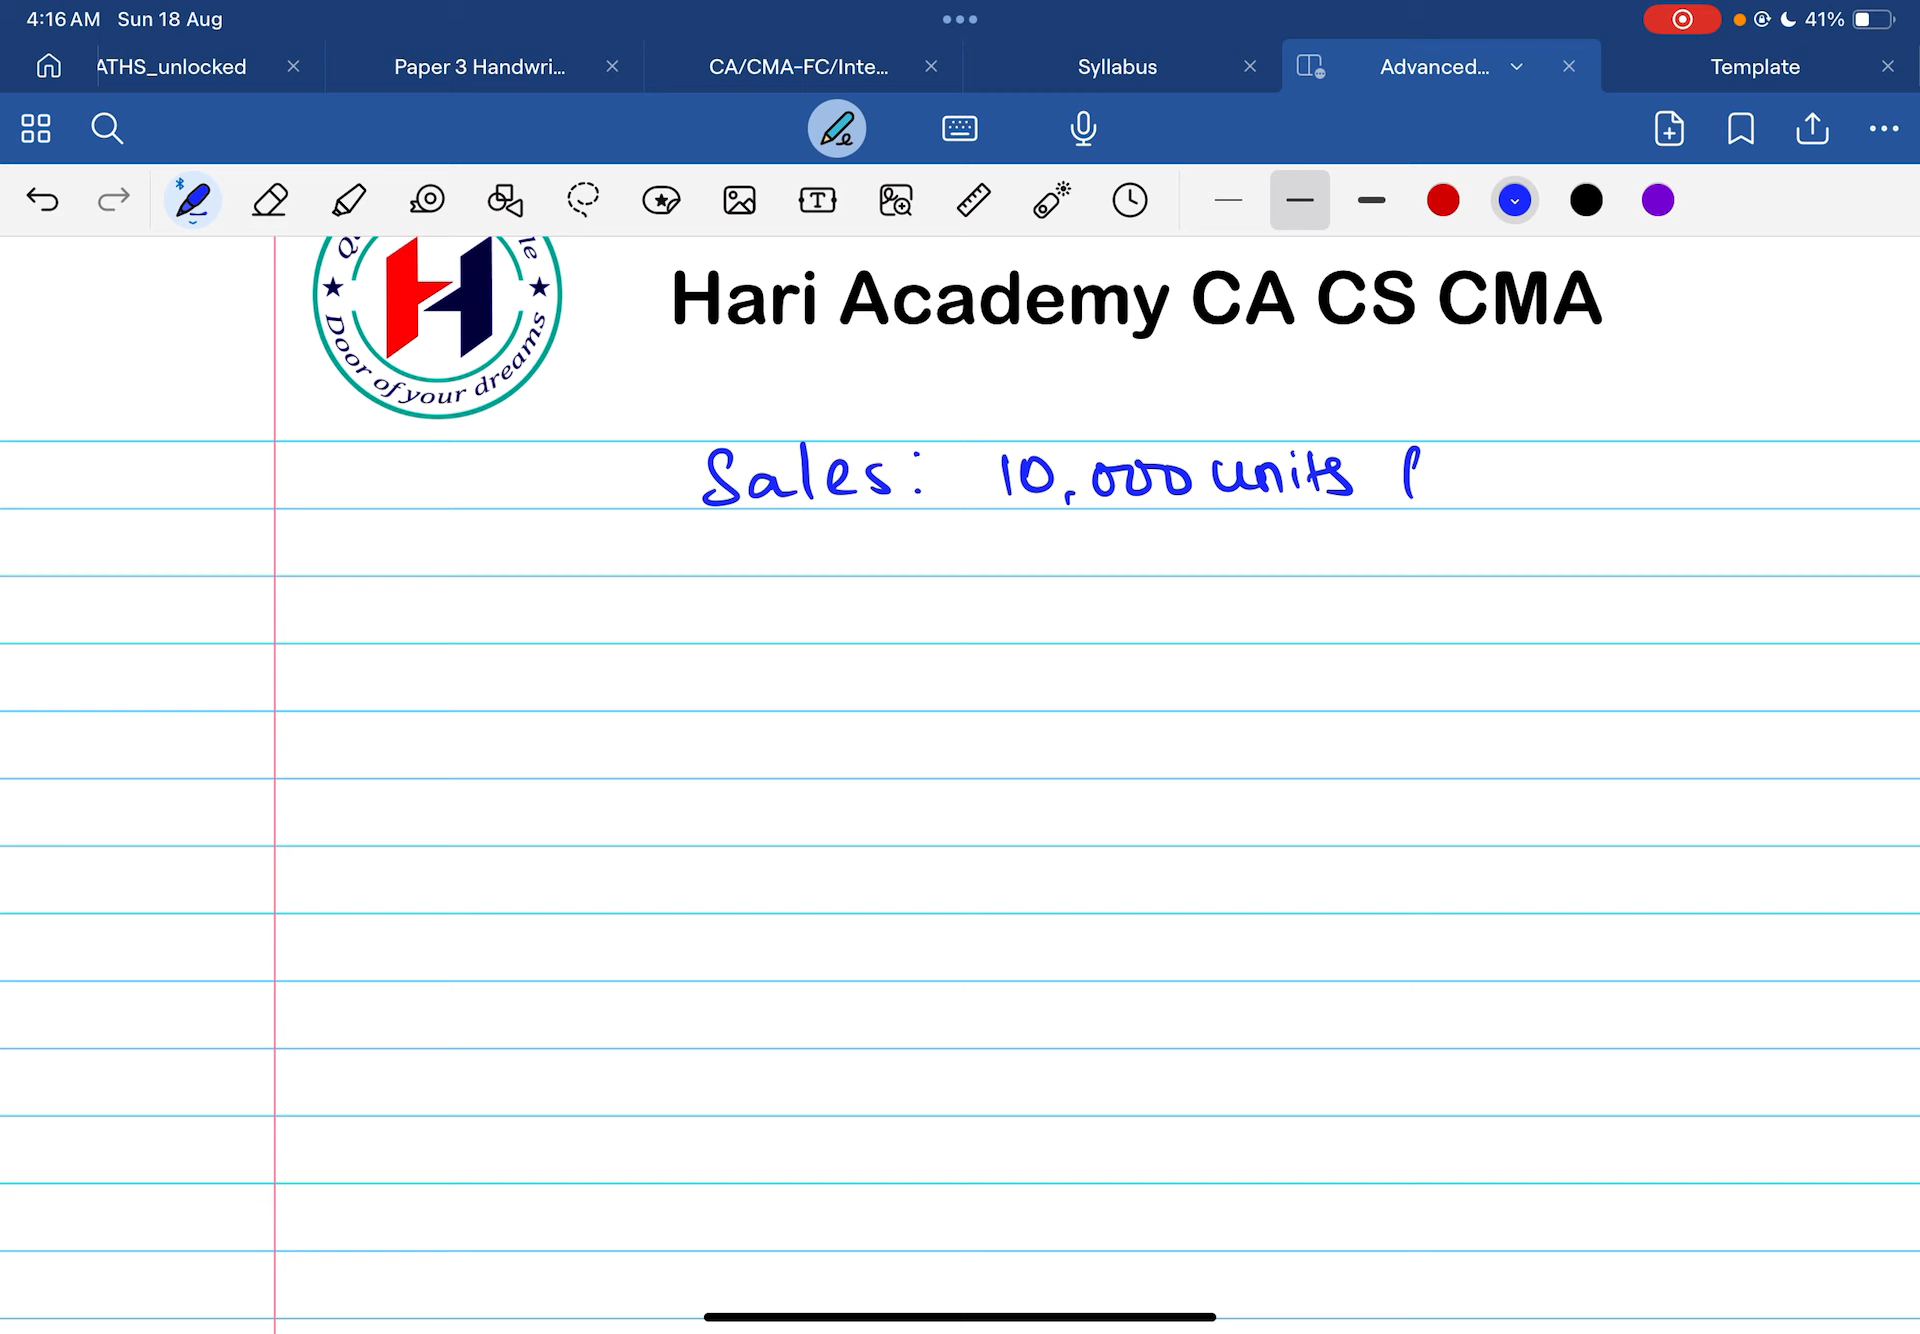 4:16 AM Sun 18 Aug 41%
ATHS_unlocked Paper 3 Handwri... CA/CMA-FC/Inte... Syllabus Advanced... Template
Door of your dreams
Hari Academy CA CS CMA
Sales: 10,000 units (